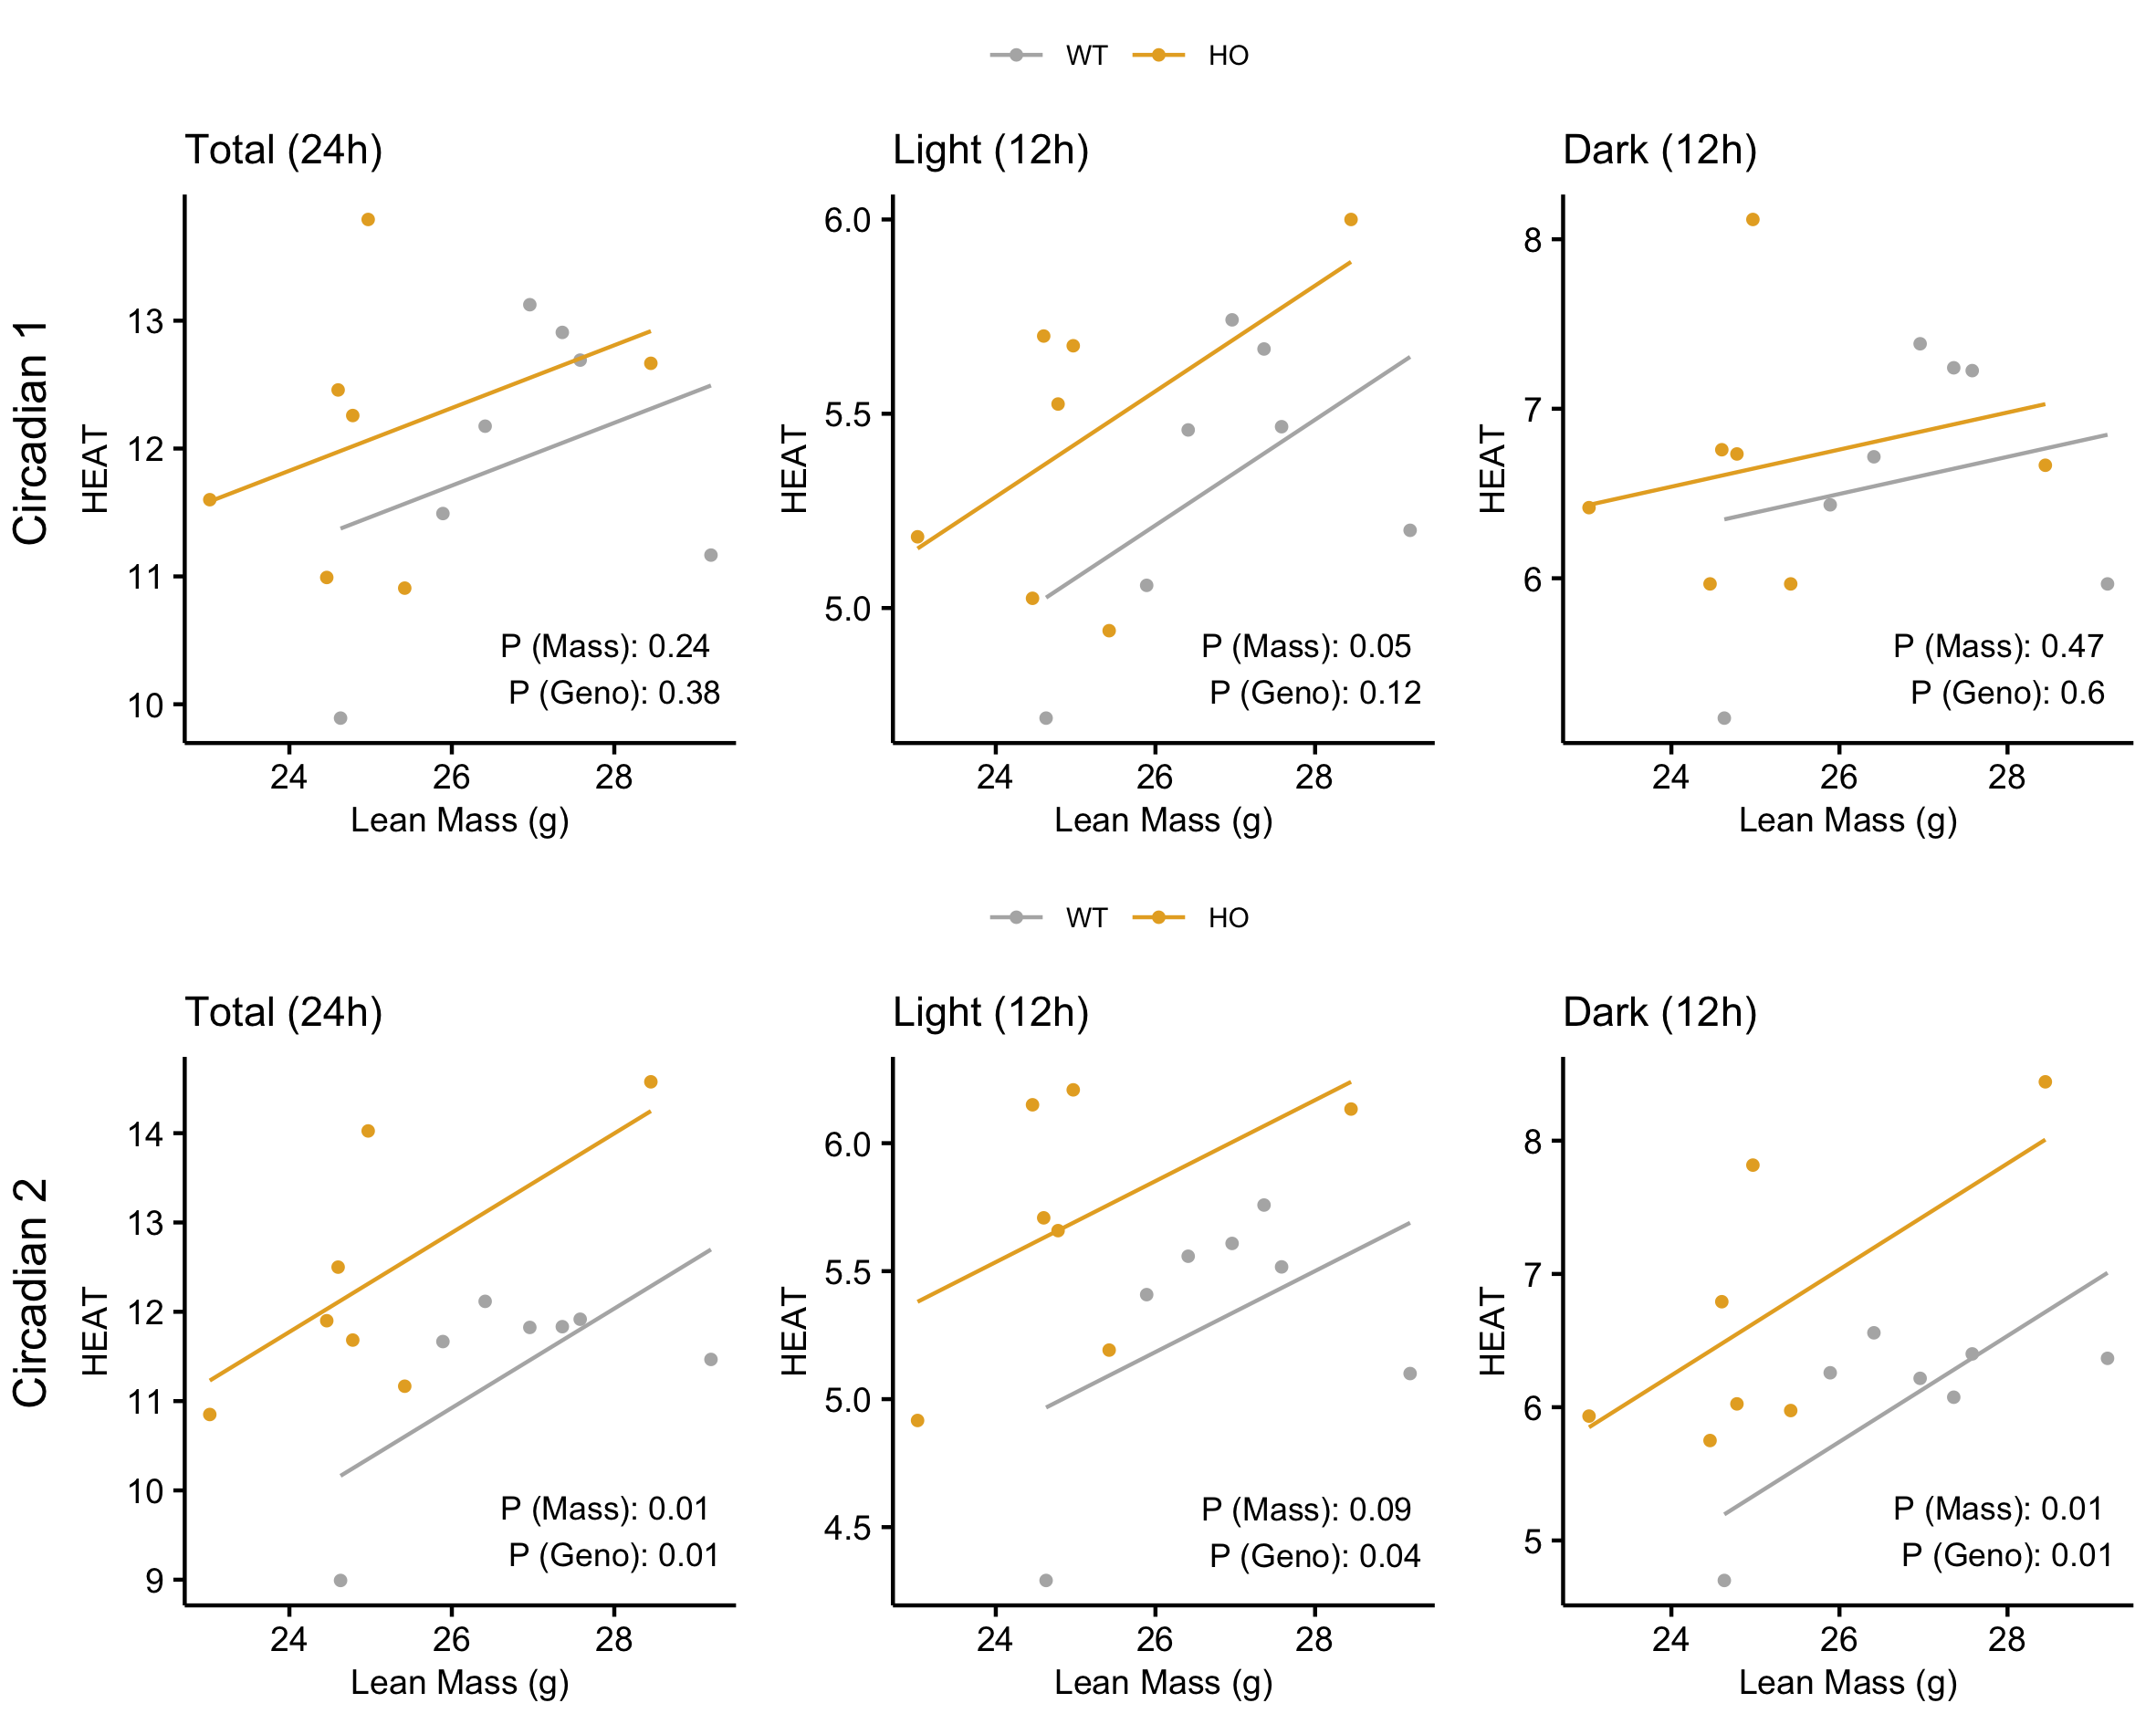 WT HO
Circadian 1
Total (24h)
HEAT
13
12
11
10
P (Mass): 0.24
P (Geno): 0.38
24 26 28
Lean Mass (g)
Light (12h)
HEAT
6.0
5.5
5.0
P (Mass): 0.05
P (Geno): 0.12
24 26 28
Lean Mass (g)
Dark (12h)
HEAT
8
7
6
P (Mass): 0.47
P (Geno): 0.6
24 26 28
Lean Mass (g)
WT HO
Circadian 2
Total (24h)
HEAT
14
13
12
11
10
9
P (Mass): 0.01
P (Geno): 0.01
24 26 28
Lean Mass (g)
Light (12h)
HEAT
6.0
5.5
5.0
4.5
P (Mass): 0.09
P (Geno): 0.04
24 26 28
Lean Mass (g)
Dark (12h)
HEAT
8
7
6
5
P (Mass): 0.01
P (Geno): 0.01
24 26 28
Lean Mass (g)